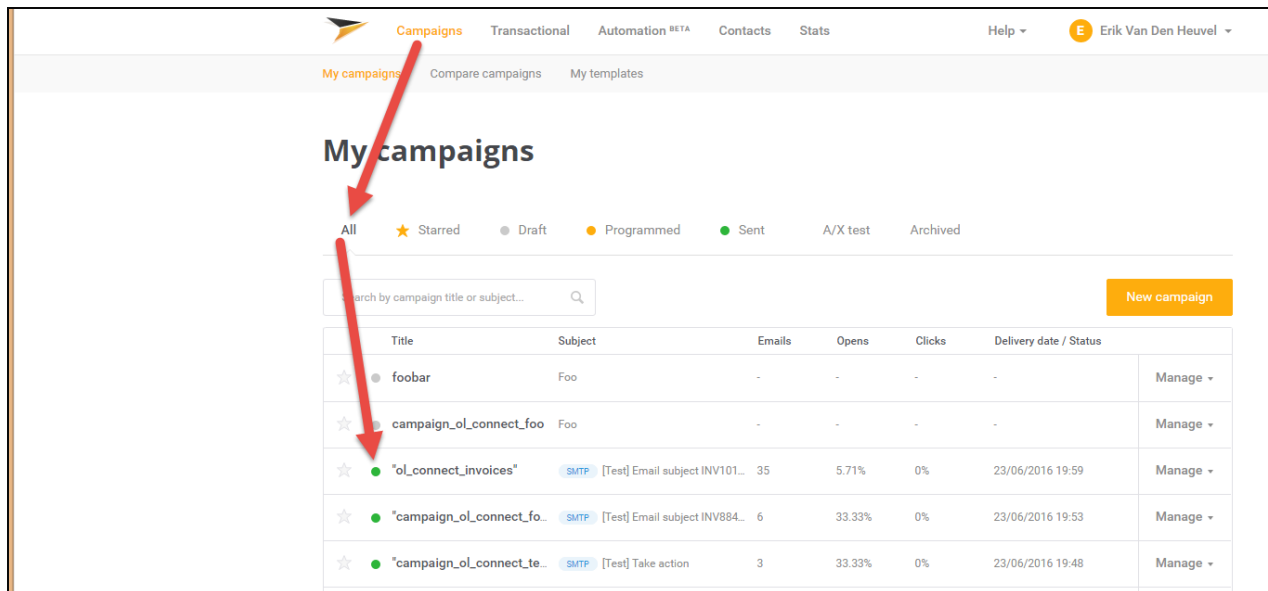 Campaigns Transactional Automation BETA Contacts Stats Help E Erik Van Den Heuvel
My campaigns Compare campaigns My templates
My campaigns
All Starred Draft Programmed Sent A/X test Archived
Search by campaign title or subject... New campaign
Title Subject Emails Opens Clicks Delivery date / Status
foobar Foo - - - - Manage
campaign_ol_connect_foo Foo - - - - Manage
"ol_connect_invoices" SMTP [Test] Email subject INV101... 35 5.71% 0% 23/06/2016 19:59 Manage
"campaign_ol_connect_fo... SMTP [Test] Email subject INV884... 6 33.33% 0% 23/06/2016 19:53 Manage
"campaign_ol_connect_te... SMTP [Test] Take action 3 33.33% 0% 23/06/2016 19:48 Manage